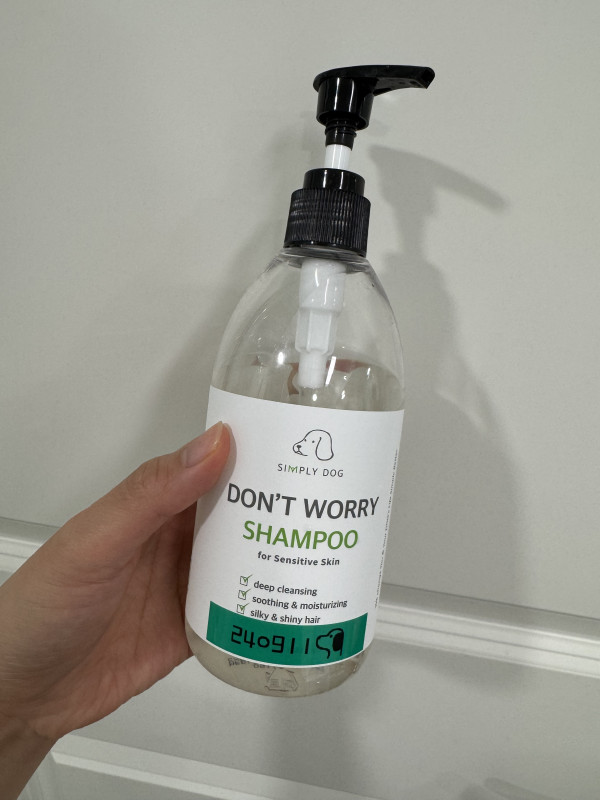 SIMPLY DOG
DON'T WORRY
SHAMPOO
for Sensitive Skin
deep cleansing
soothing & moisturizing
silky & shiny hair
240911